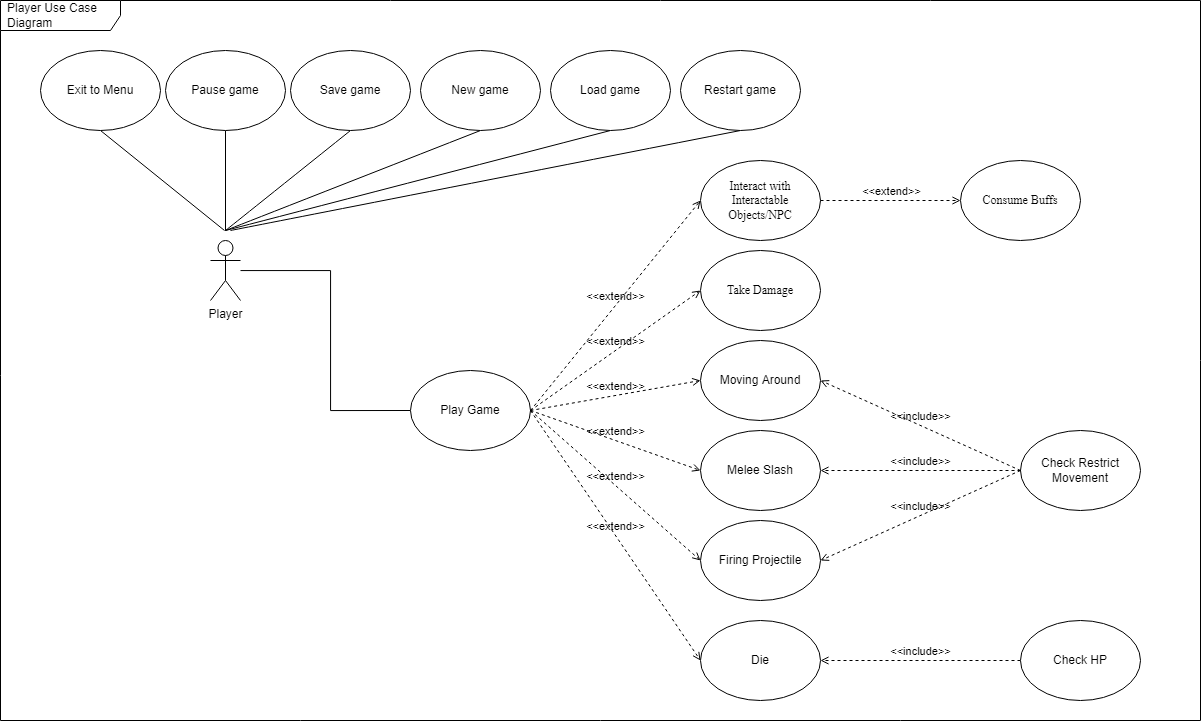 Player Use Case
Diagram
Exit to Menu
Pause game
Save game
New game
Load game
Restart game
Interact with
Interactable
Objects/NPC
<<extend>>
Consume Buffs
Player
<<extend>>
Take Damage
<<extend>>
<<extend>>
Moving Around
Play Game
<<include>>
<<extend>>
Melee Slash
<<include>>
Check Restrict
Movement
<<extend>>
<<include>>
<<extend>>
Firing Projectile
Die
<<include>>
Check HP